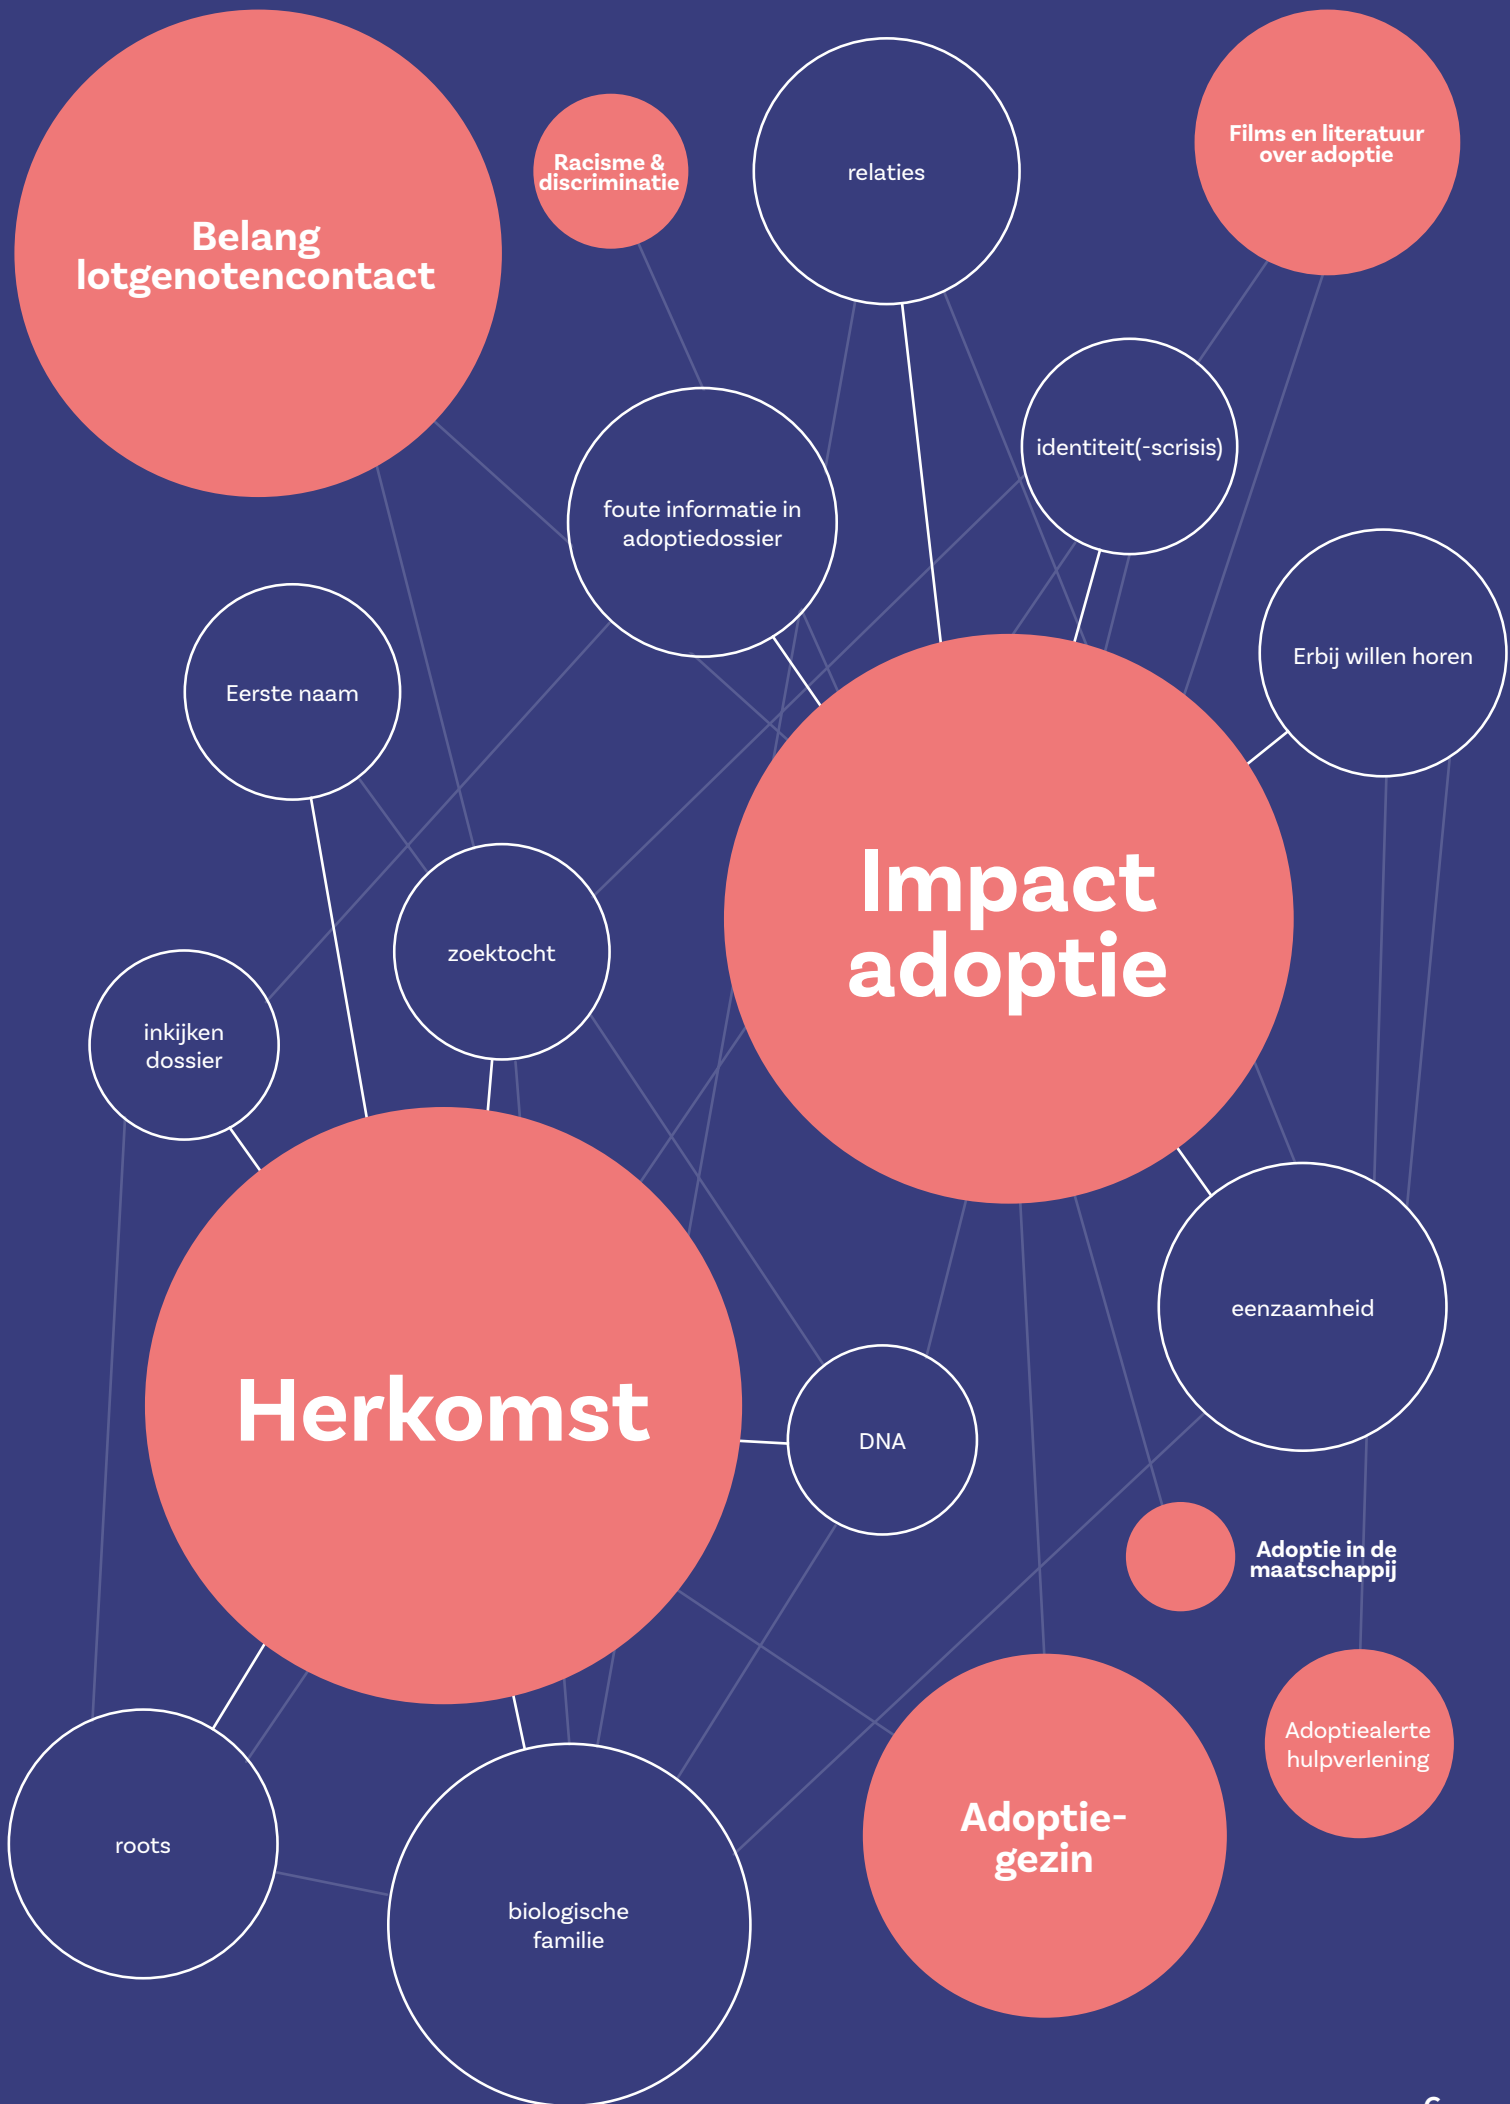 Belang
lotgenotencontact
Racisme &
discriminatie
relaties
Films en literatuur
over adoptie
identiteit(-scrisis)
foute informatie in
adoptiedossier
Erbij willen horen
Eerste naam
Impact
adoptie
zoektocht
inkijken
dossier
eenzaamheid
Herkomst
DNA
Adoptie in de
maatschappij
Adoptiealerte
hulpverlening
Adoptie-
gezin
roots
biologische
familie